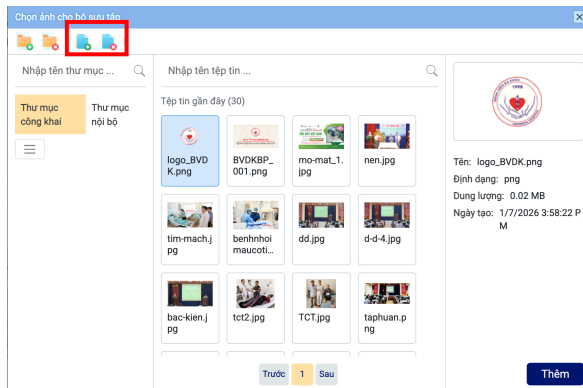 Chọn ảnh cho bộ sưu tập
Nhập tên thư mục ...
Nhập tên tệp tin ...
Thư mục
công khai
Thư mục
nội bộ
Tệp tin gần đây (30)
logo_BVD
K.png
BVDKBP_
001.png
mo-mat_1.
jpg
nen.jpg
tim-mach.j
pg
benhnhoi
maucoti...
dd.jpg
d-d-4.jpg
bac-kien.j
pg
tct2.jpg
TCT.jpg
taphuan.p
ng
Trước
1
Sau
1998
Tên: logo_BVDK.png
Định dạng: png
Dung lượng: 0.02 MB
Ngày tạo: 1/7/2026 3:58:22 P
M
Thêm